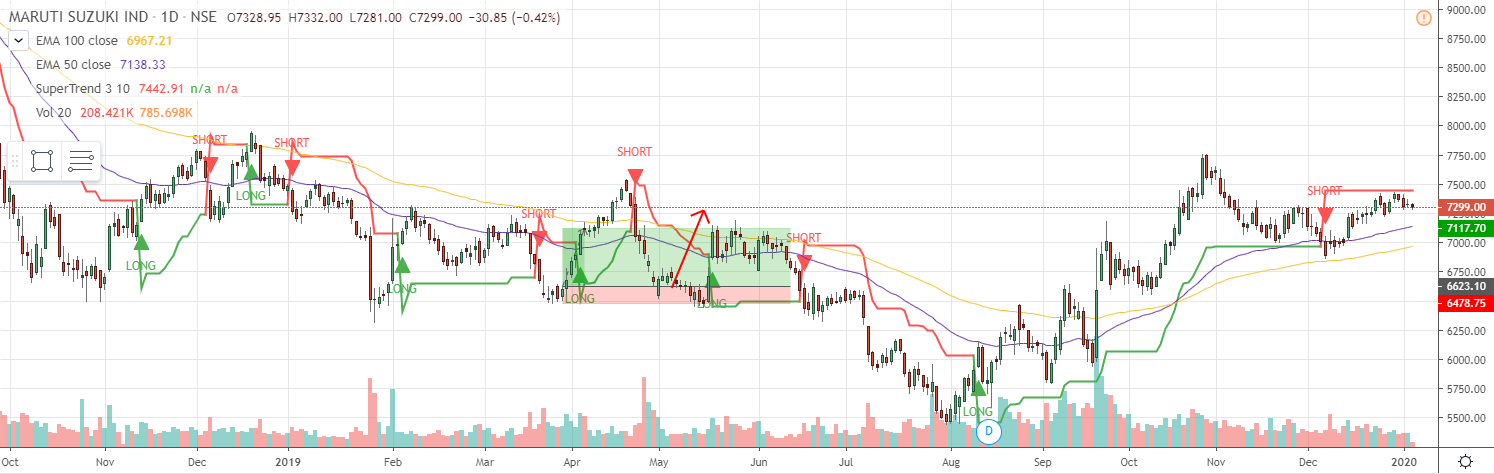 MARUTI SUZUKI IND · 1D · NSE O7328.95 H7332.00 L7281.00 C7299.00 −30.85 (−0.42%)
EMA 100 close 6967.21
EMA 50 close 7138.33
SuperTrend 3 10 7442.91 n/a n/a
Vol 20 208.421K 785.698K
SHORT
SHORT
SHORT
SHORT
SHORT
SHORT
LONG
LONG
LONG
LONG
LONG
LONG
D
9000.00
8750.00
8500.00
8250.00
8000.00
7750.00
7500.00
7299.00
7250.00
7117.70
7000.00
6750.00
6623.10
6478.75
6250.00
6000.00
5750.00
5500.00
Oct Nov Dec 2019 Feb Mar Apr May Jun Jul Aug Sep Oct Nov Dec 2020